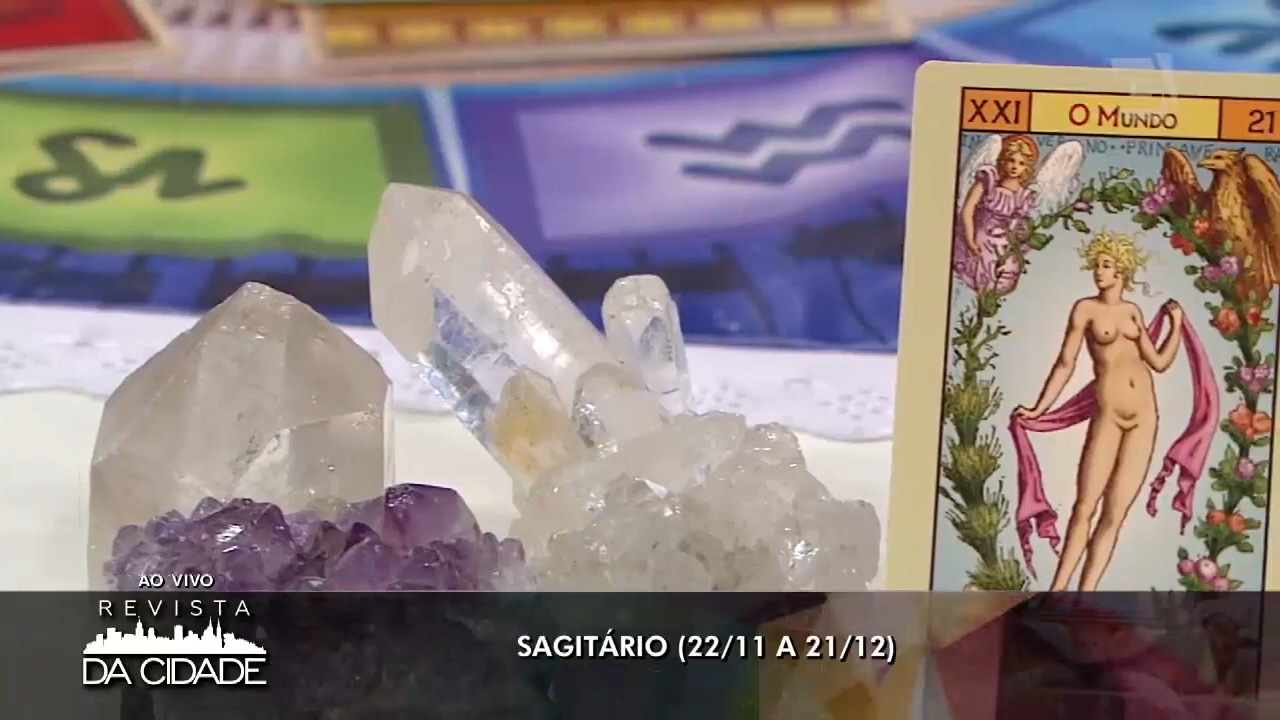 XXI O MUNDO 21
AO VIVO
REVISTA
DA CIDADE
SAGITÁRIO (22/11 A 21/12)